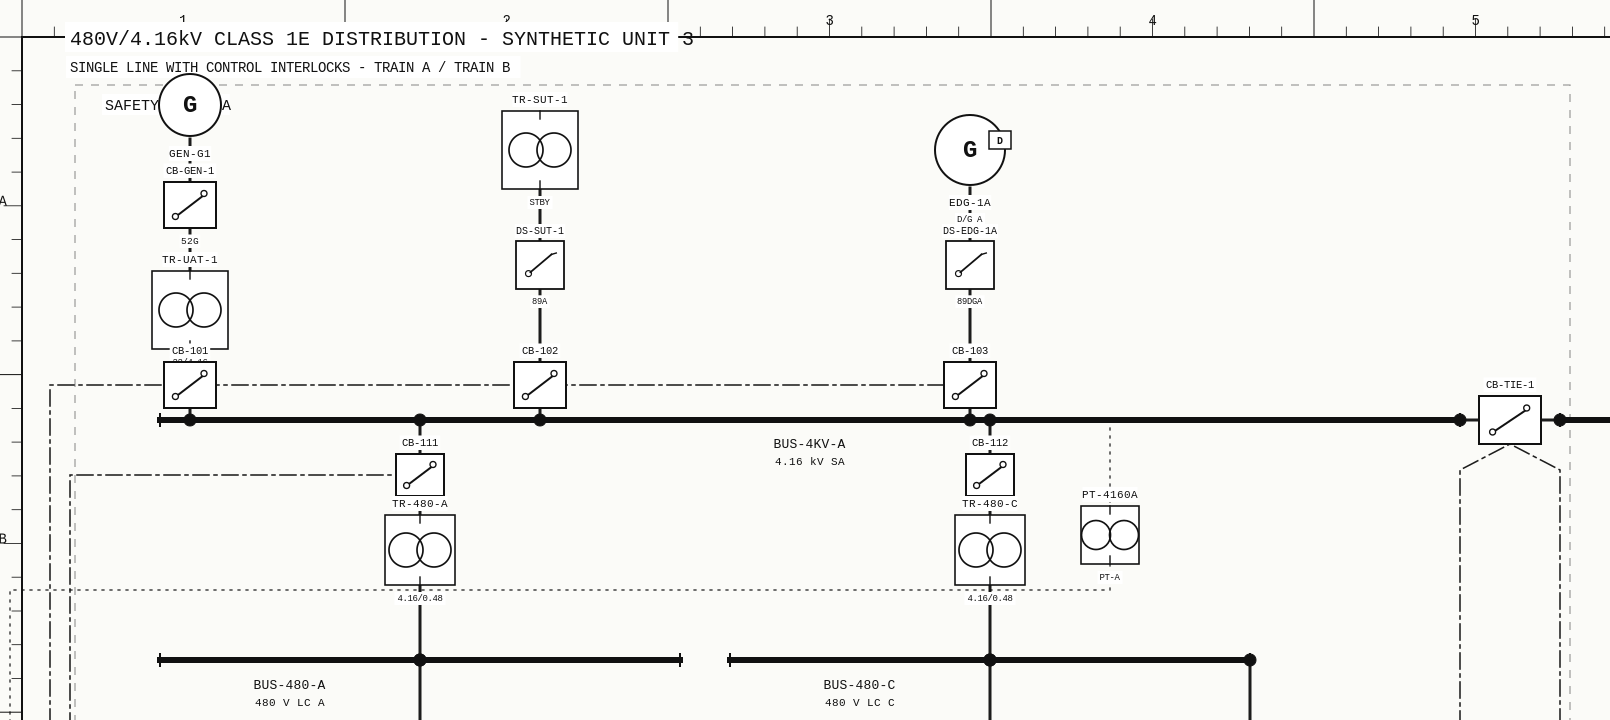 1 2 3 4 5
480V/4.16kV CLASS 1E DISTRIBUTION - SYNTHETIC UNIT 3
SINGLE LINE WITH CONTROL INTERLOCKS - TRAIN A / TRAIN B
SAFETY A
G
TR-SUT-1
G
D
GEN-G1
CB-GEN-1
A
STBY
EDG-1A
D/G A
DS-SUT-1
DS-EDG-1A
52G
TR-UAT-1
89A
89DGA
CB-101
CB-102
CB-103
CB-TIE-1
CB-111
BUS-4KV-A
CB-112
4.16 kV SA
TR-480-A
TR-480-C
PT-4160A
B
PT-A
4.16/0.48
4.16/0.48
BUS-480-A
BUS-480-C
480 V LC A
480 V LC C